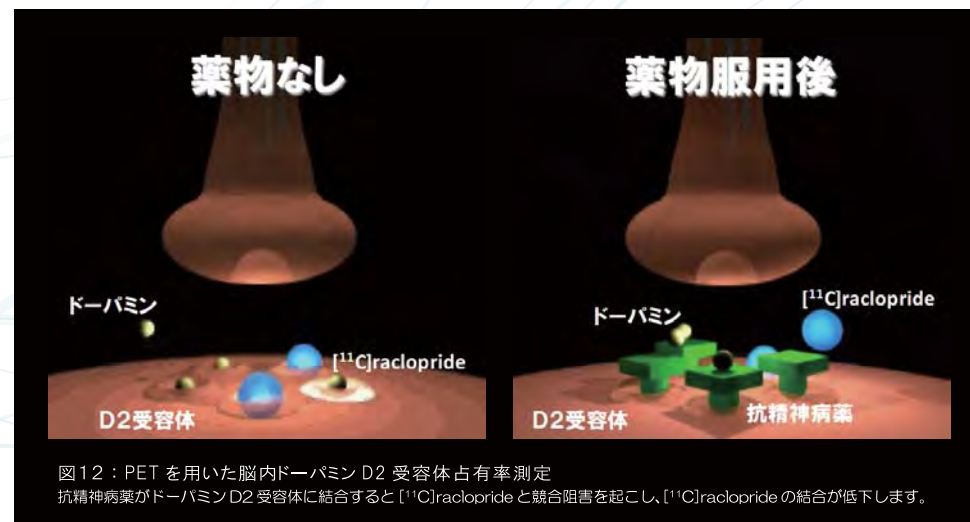 薬物なし
ドーパミン
[¹¹C]raclopride
D2受容体
薬物服用後
[¹¹C]raclopride
ドーパミン
抗精神病薬
D2受容体
図12：PETを用いた脳内ドーパミンD2受容体占有率測定
抗精神病薬がドーパミンD2受容体に結合すると[¹¹C]racloprideと競合阻害を起こし、[¹¹C]racloprideの結合が低下します。